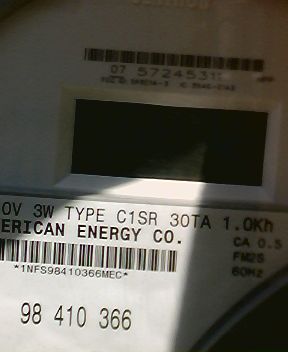 07 5724531
0V 3W TYPE C1SR 30TA 1.0Kh
ERICAN ENERGY CO.
CA 0.5
FM2S
60Hz
*1NFS98410366MEC*
98 410 366